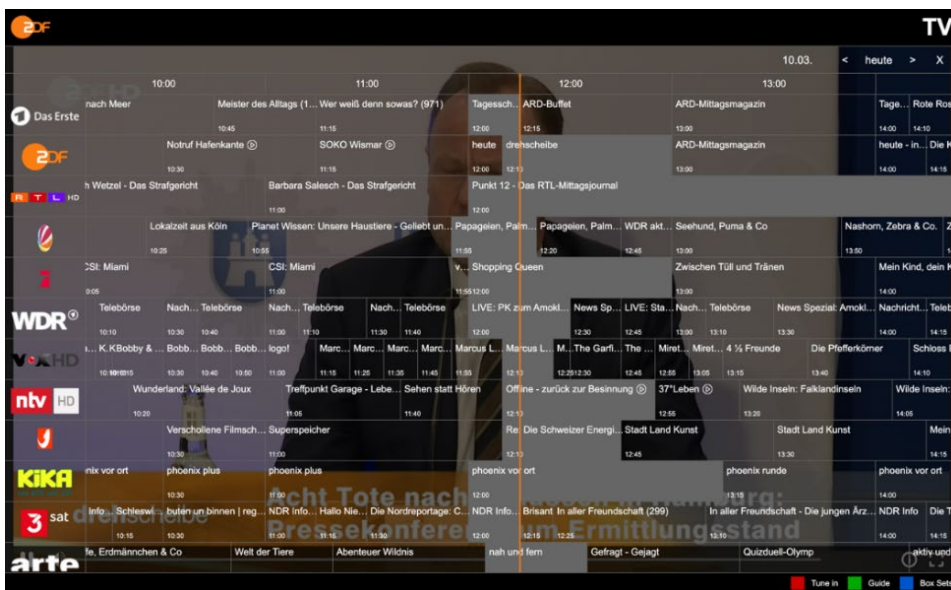 ZDF
TV
10.03. < heute > X
10:00 11:00 12:00 13:00
Das Erste
nach Meer Meister des Alltags (1... Wer weiß denn sowas? (971) Tagessch... ARD-Buffet ARD-Mittagsmagazin Tage... Rote Ros
10:45 11:15 12:00 12:15 13:00 14:00 14:10
ZDF
Notruf Hafenkante SOKO Wismar heute drehscheibe ARD-Mittagsmagazin heute - in... Die K
10:30 11:15 12:00 12:10 13:00 14:00 14:15
RTL HD
h Wetzel - Das Strafgericht Barbara Salesch - Das Strafgericht Punkt 12 - Das RTL-Mittagsjournal
11:00 12:00
Lokalzeit aus Köln Planet Wissen: Unsere Haustiere - Geliebt un... Papageien, Palm... Papageien, Palm... WDR akt... Seehund, Puma & Co Nashorn, Zebra & Co. Z
10:25 10:55 11:55 12:20 12:45 13:00 13:50
CSI: Miami CSI: Miami v... Shopping Queen Zwischen Tüll und Tränen Mein Kind, dein K
11:00 11:55 12:00 13:00 14:00
WDR
Telebörse Nach... Telebörse Nach... Telebörse Nach... Telebörse LIVE: PK zum Amokl... News Sp... LIVE: Sta... Nach... Telebörse News Spezial: Amokl... Nachricht... Tele
10:10 10:30 10:40 11:00 11:10 11:30 11:40 12:00 12:30 12:45 13:00 13:10 13:30 14:00 14:15
VOX HD
K.KBobby & ... Bobb... Bobb... Bobb... logo! Marc... Marc... Marc... Marc... Marcus L... Marcus L... M...The Garfi... The ... Miret... Miret... 4 ½ Freunde Die Pfefferkörner Schloss
10:30 10:40 10:50 11:00 11:15 11:25 11:35 11:45 11:55 12:10 12:25 12:30 12:45 12:55 13:05 13:15 13:40 14:10
ntv HD
Wunderland: Vallée de Joux Treffpunkt Garage - Lebe... Sehen statt Hören Offline - zurück zur Besinnung 37°Leben Wilde Inseln: Falklandinseln Wilde Inseln:
10:20 11:05 11:40 12:10 12:55 13:20 14:05
Verschollene Filmsch... Superspeicher Re: Die Schweizer Energi... Stadt Land Kunst Stadt Land Kunst Mein
10:30 11:00 12:10 12:45 13:30 14:15
KiKA
phoenix vor ort phoenix plus phoenix plus phoenix vor ort phoenix runde phoenix vor ort
10:30 11:00 12:00 13:15 14:00
3sat
Info... Schleswi... buten un binnen | reg... NDR Info... Hallo Nie... Die Nordreportage: C... NDR Info... Brisant In aller Freundschaft (299) In aller Freundschaft - Die jungen Ärz... NDR Info Die T
10:15 10:30 11:00 11:15 11:30 12:00 12:15 12:25 13:10 14:00 14:15
drehscheibe
Acht Tote nach in Hamburg:
Pressekonferenz zum Ermittlungsstand
arte
fe, Erdmännchen & Co Welt der Tiere Abenteuer Wildnis nah und fern Gefragt - Gejagt Quizduell-Olymp aktiv und
Tune in Guide Box Sets